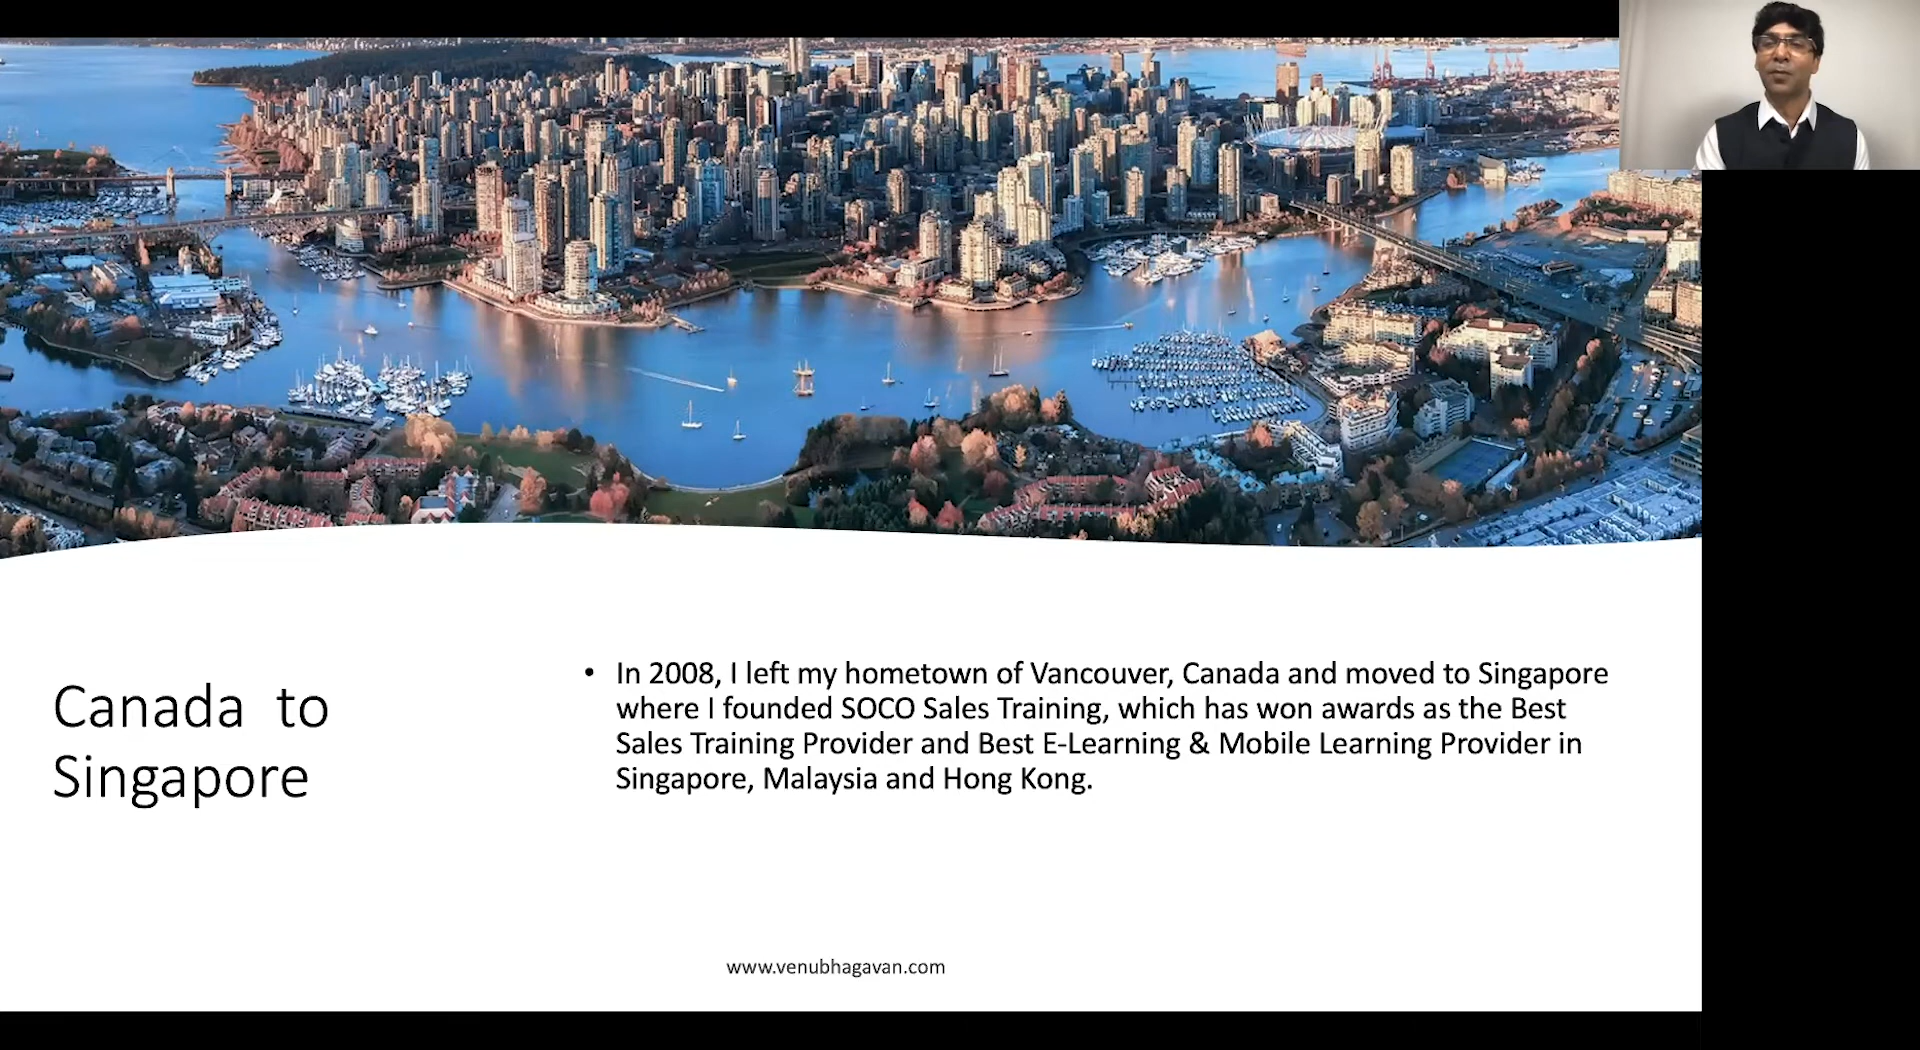 Canada to
Singapore
• In 2008, I left my hometown of Vancouver, Canada and moved to Singapore
where I founded SOCO Sales Training, which has won awards as the Best
Sales Training Provider and Best E-Learning & Mobile Learning Provider in
Singapore, Malaysia and Hong Kong.
www.venubhagavan.com